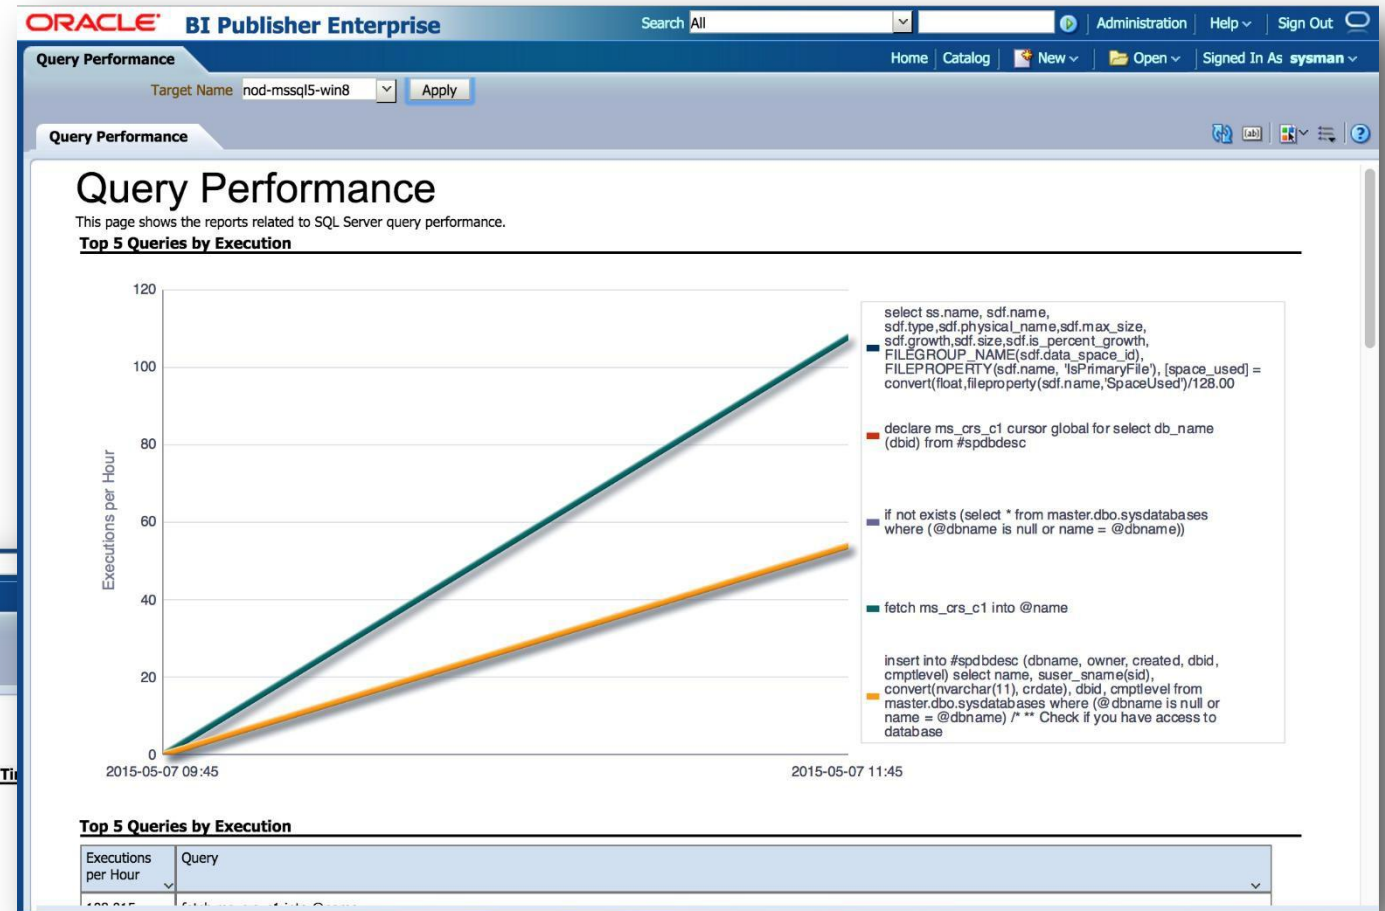 ORACLE BI Publisher Enterprise Search All Administration Help Sign Out
Query Performance Home Catalog New Open Signed In As sysman
Target Name nod-mssql5-win8 Apply
Query Performance
Query Performance
This page shows the reports related to SQL Server query performance.
Top 5 Queries by Execution
120
100
80
60
40
20
0
Executions per Hour
2015-05-07 09:45
2015-05-07 11:45
select ss.name, sdf.name,
sdf.type,sdf.physical_name,sdf.max_size,
sdf.growth,sdf.size,sdf.is_percent_growth,
FILEGROUP_NAME(sdf.data_space_id),
FILEPROPERTY(sdf.name, 'IsPrimaryFile'), [space_used] =
convert(float,fileproperty(sdf.name,'SpaceUsed')/128.00
declare ms_crs_c1 cursor global for select db_name
(dbid) from #spdbdesc
if not exists (select * from master.dbo.sysdatabases
where (@dbname is null or name = @dbname))
fetch ms_crs_c1 into @name
insert into #spdbdesc (dbname, owner, created, dbid,
cmptlevel) select name, suser_sname(sid),
convert(nvarchar(11), crdate), dbid, cmptlevel from
master.dbo.sysdatabases where (@dbname is null or
name = @dbname) /* ** Check if you have access to
database
Top 5 Queries by Execution
Executions
per Hour
Query